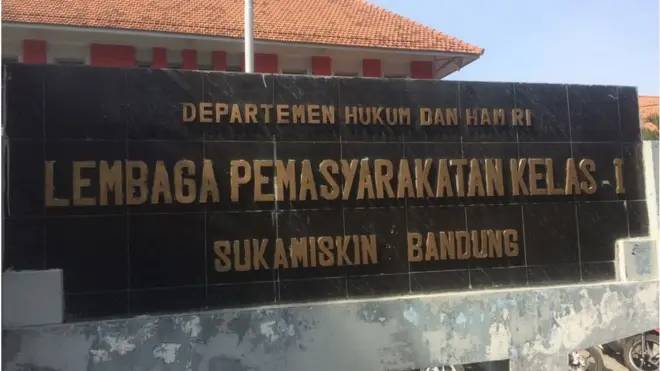 DEPARTEMEN HUKUM DAN HAM RI
LEMBAGA PEMASYARAKATAN KELAS - I
SUKAMISKIN BANDUNG